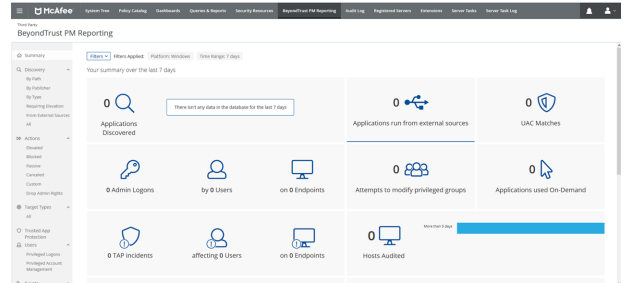 McAfee System Tree Policy Catalog Dashboards Queries & Reports Security Resources BeyondTrust PM Reporting Audit Log Registered Servers Extensions Server Tasks Server Task Log
Third Party
BeyondTrust PM Reporting
Summary
Discovery
By Path
By Publisher
By Type
Requiring Elevation
From External Sources
All
Actions
Elevated
Blocked
Passive
Canceled
Custom
Drop Admin Rights
Target Types
All
Trusted App
Protection
Users
Privileged Logons
Privileged Account
Management
Filters Filters Applied: Platform: Windows Time Range: 7 days
Your summary over the last 7 days
0
Applications
Discovered
There isn't any data in the database for the last 7 days
0
Applications run from external sources
0
UAC Matches
0 Admin Logons
by 0 Users
on 0 Endpoints
0
Attempts to modify privileged groups
0
Applications used On-Demand
0 TAP incidents
affecting 0 Users
on 0 Endpoints
0
Hosts Audited
More than 5 days